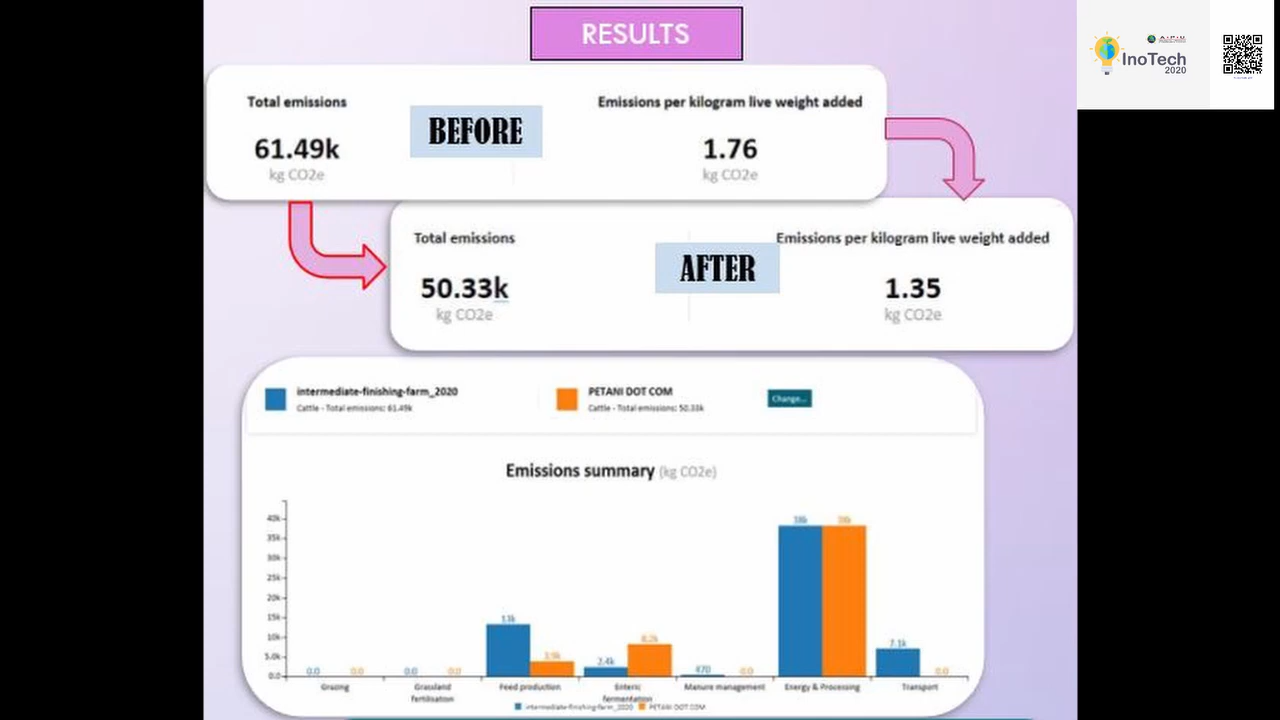 RESULTS
InoTech
2020
Total emissions
61.49k
kg CO2e
BEFORE
Emissions per kilogram live weight added
1.76
kg CO2e
Total emissions
50.33k
kg CO2e
AFTER
Emissions per kilogram live weight added
1.35
kg CO2e
intermediate-finishing-farm_2020
Cattle - Total emissions: 61.49k
PETANI DOT COM
Cattle - Total emissions: 50.33k
Change...
Emissions summary (kg CO2e)
40k
35k
30k
25k
20k
15k
10k
5.0k
0.0
0.0 0.0
0.0 0.0
13k 3.9k
2.4k 8.2k
470 0.0
38k 38k
7.1k 0.0
Grazing
Grassland
fertilisation
Feed production
Enteric
fermentation
Manure management
Energy & Processing
Transport
intermediate-finishing-farm_2020 PETANI DOT COM